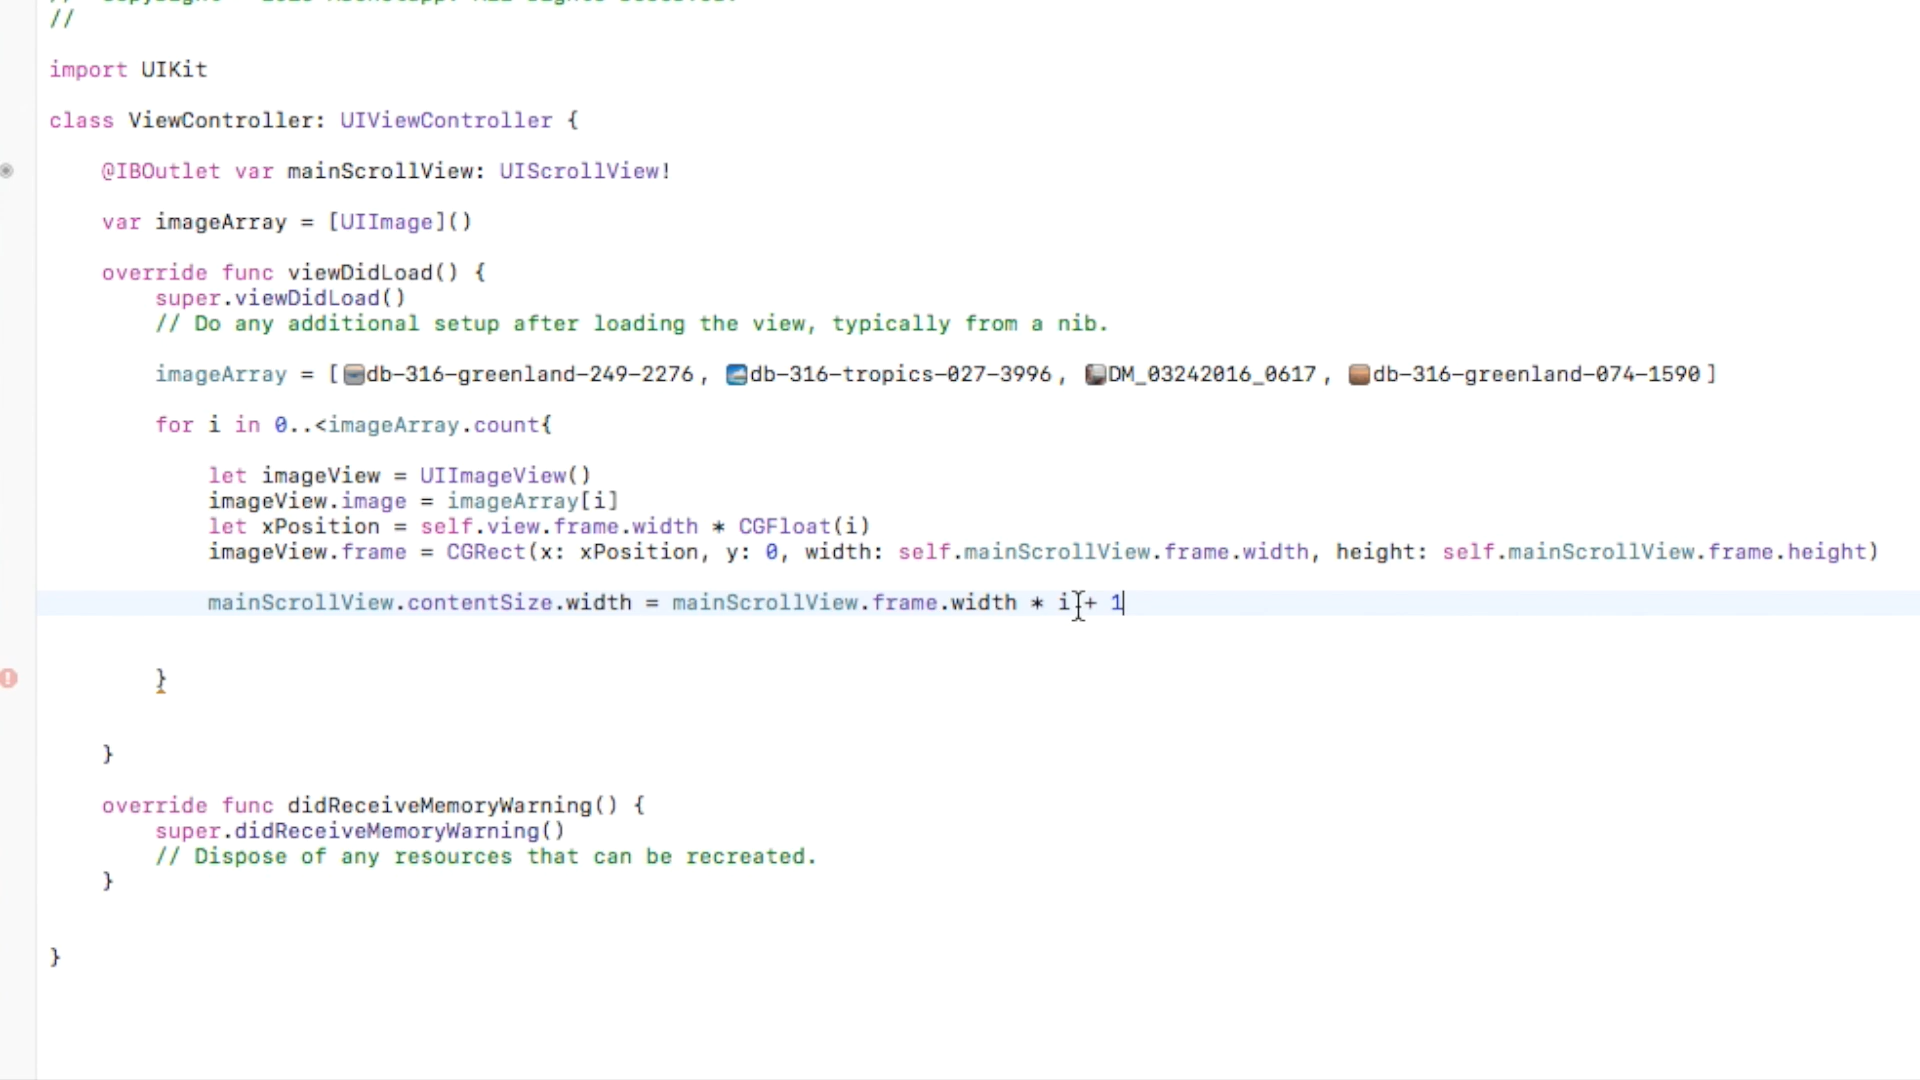 //
import UIKit
class ViewController: UIViewController {
@IBOutlet var mainScrollView: UIScrollView!
var imageArray = [UIImage]()
override func viewDidLoad() {
super.viewDidLoad()
// Do any additional setup after loading the view, typically from a nib.
imageArray = [db-316-greenland-249-2276, db-316-tropics-027-3996, DM_03242016_0617, db-316-greenland-074-1590]
for i in 0..<imageArray.count{
let imageView = UIImageView()
imageView.image = imageArray[i]
let xPosition = self.view.frame.width * CGFloat(i)
imageView.frame = CGRect(x: xPosition, y: 0, width: self.mainScrollView.frame.width, height: self.mainScrollView.frame.height)
mainScrollView.contentSize.width = mainScrollView.frame.width * i + 1
}
}
override func didReceiveMemoryWarning() {
super.didReceiveMemoryWarning()
// Dispose of any resources that can be recreated.
}
}